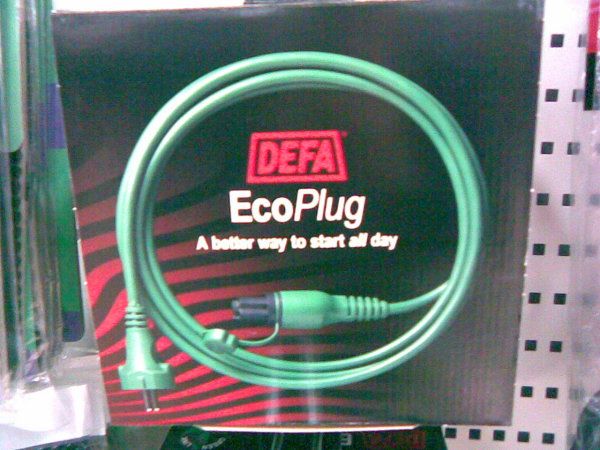 DEFA
EcoPlug
A better way to start all day